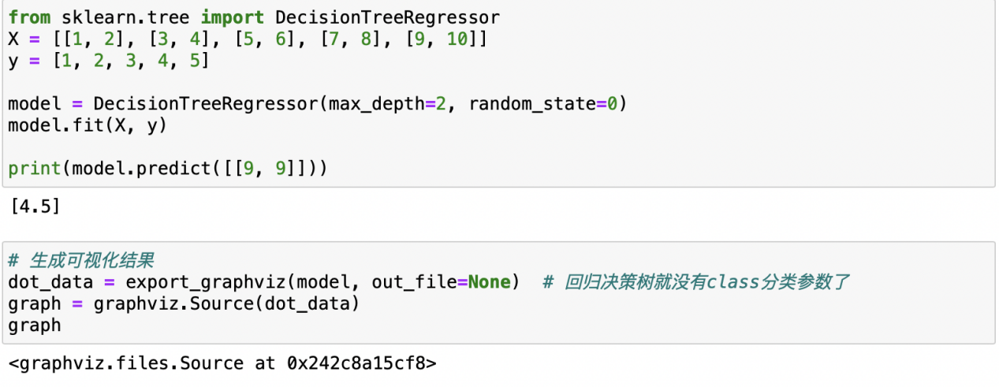 from sklearn.tree import DecisionTreeRegressor
X = [[1, 2], [3, 4], [5, 6], [7, 8], [9, 10]]
y = [1, 2, 3, 4, 5]
model = DecisionTreeRegressor(max_depth=2, random_state=0)
model.fit(X, y)
print(model.predict([[9, 9]]))
[4.5]
# 生成可视化结果
dot_data = export_graphviz(model, out_file=None)  # 回归决策树就没有class分类参数了
graph = graphviz.Source(dot_data)
graph
<graphviz.files.Source at 0x242c8a15cf8>